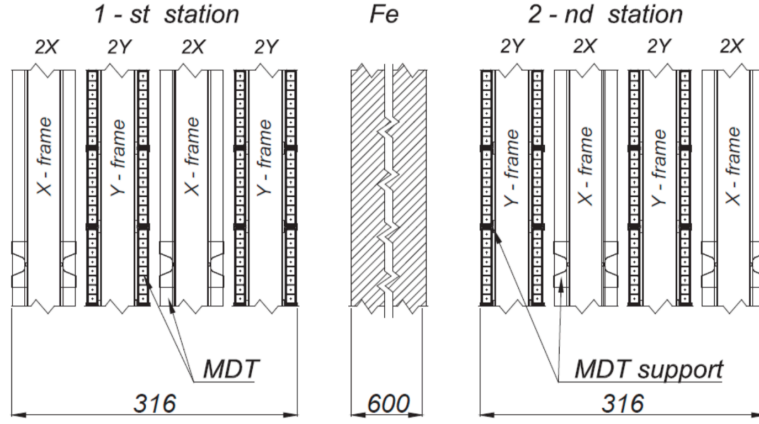 1 - st station
Fe
2 - nd station
2X
2Y
2X
2Y
2Y
2X
2Y
2X
X - frame
Y - frame
X - frame
Y - frame
Y - frame
X - frame
Y - frame
X - frame
MDT
MDT support
316
600
316